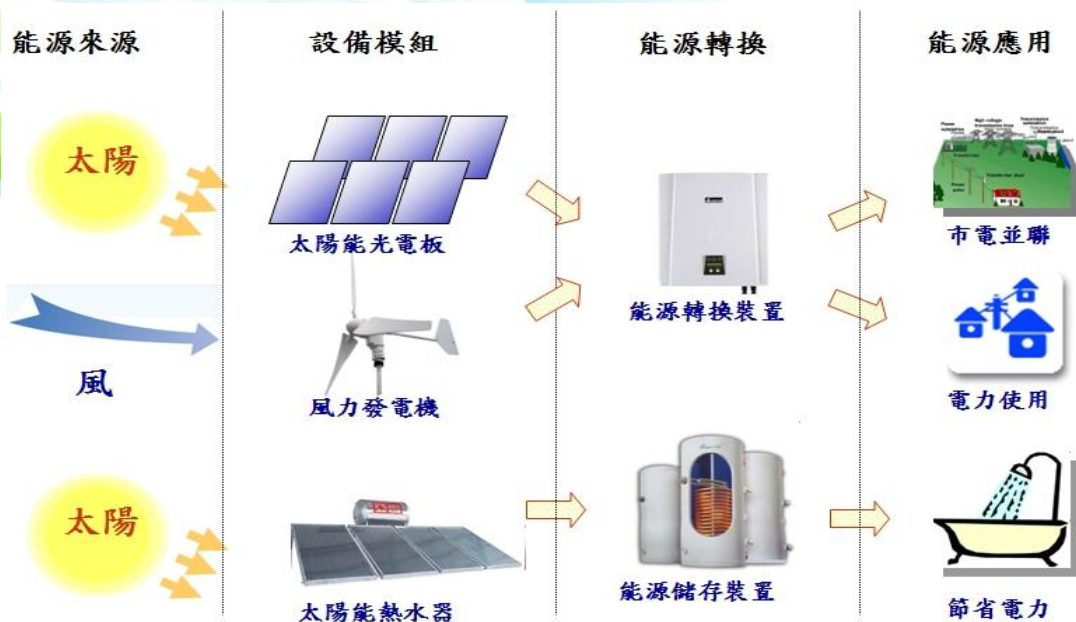 能源來源
設備模組
能源轉換
能源應用
太陽
太陽能光電板
市電並聯
風
風力發電機
能源轉換裝置
電力使用
太陽
太陽能熱水器
能源儲存裝置
節省電力